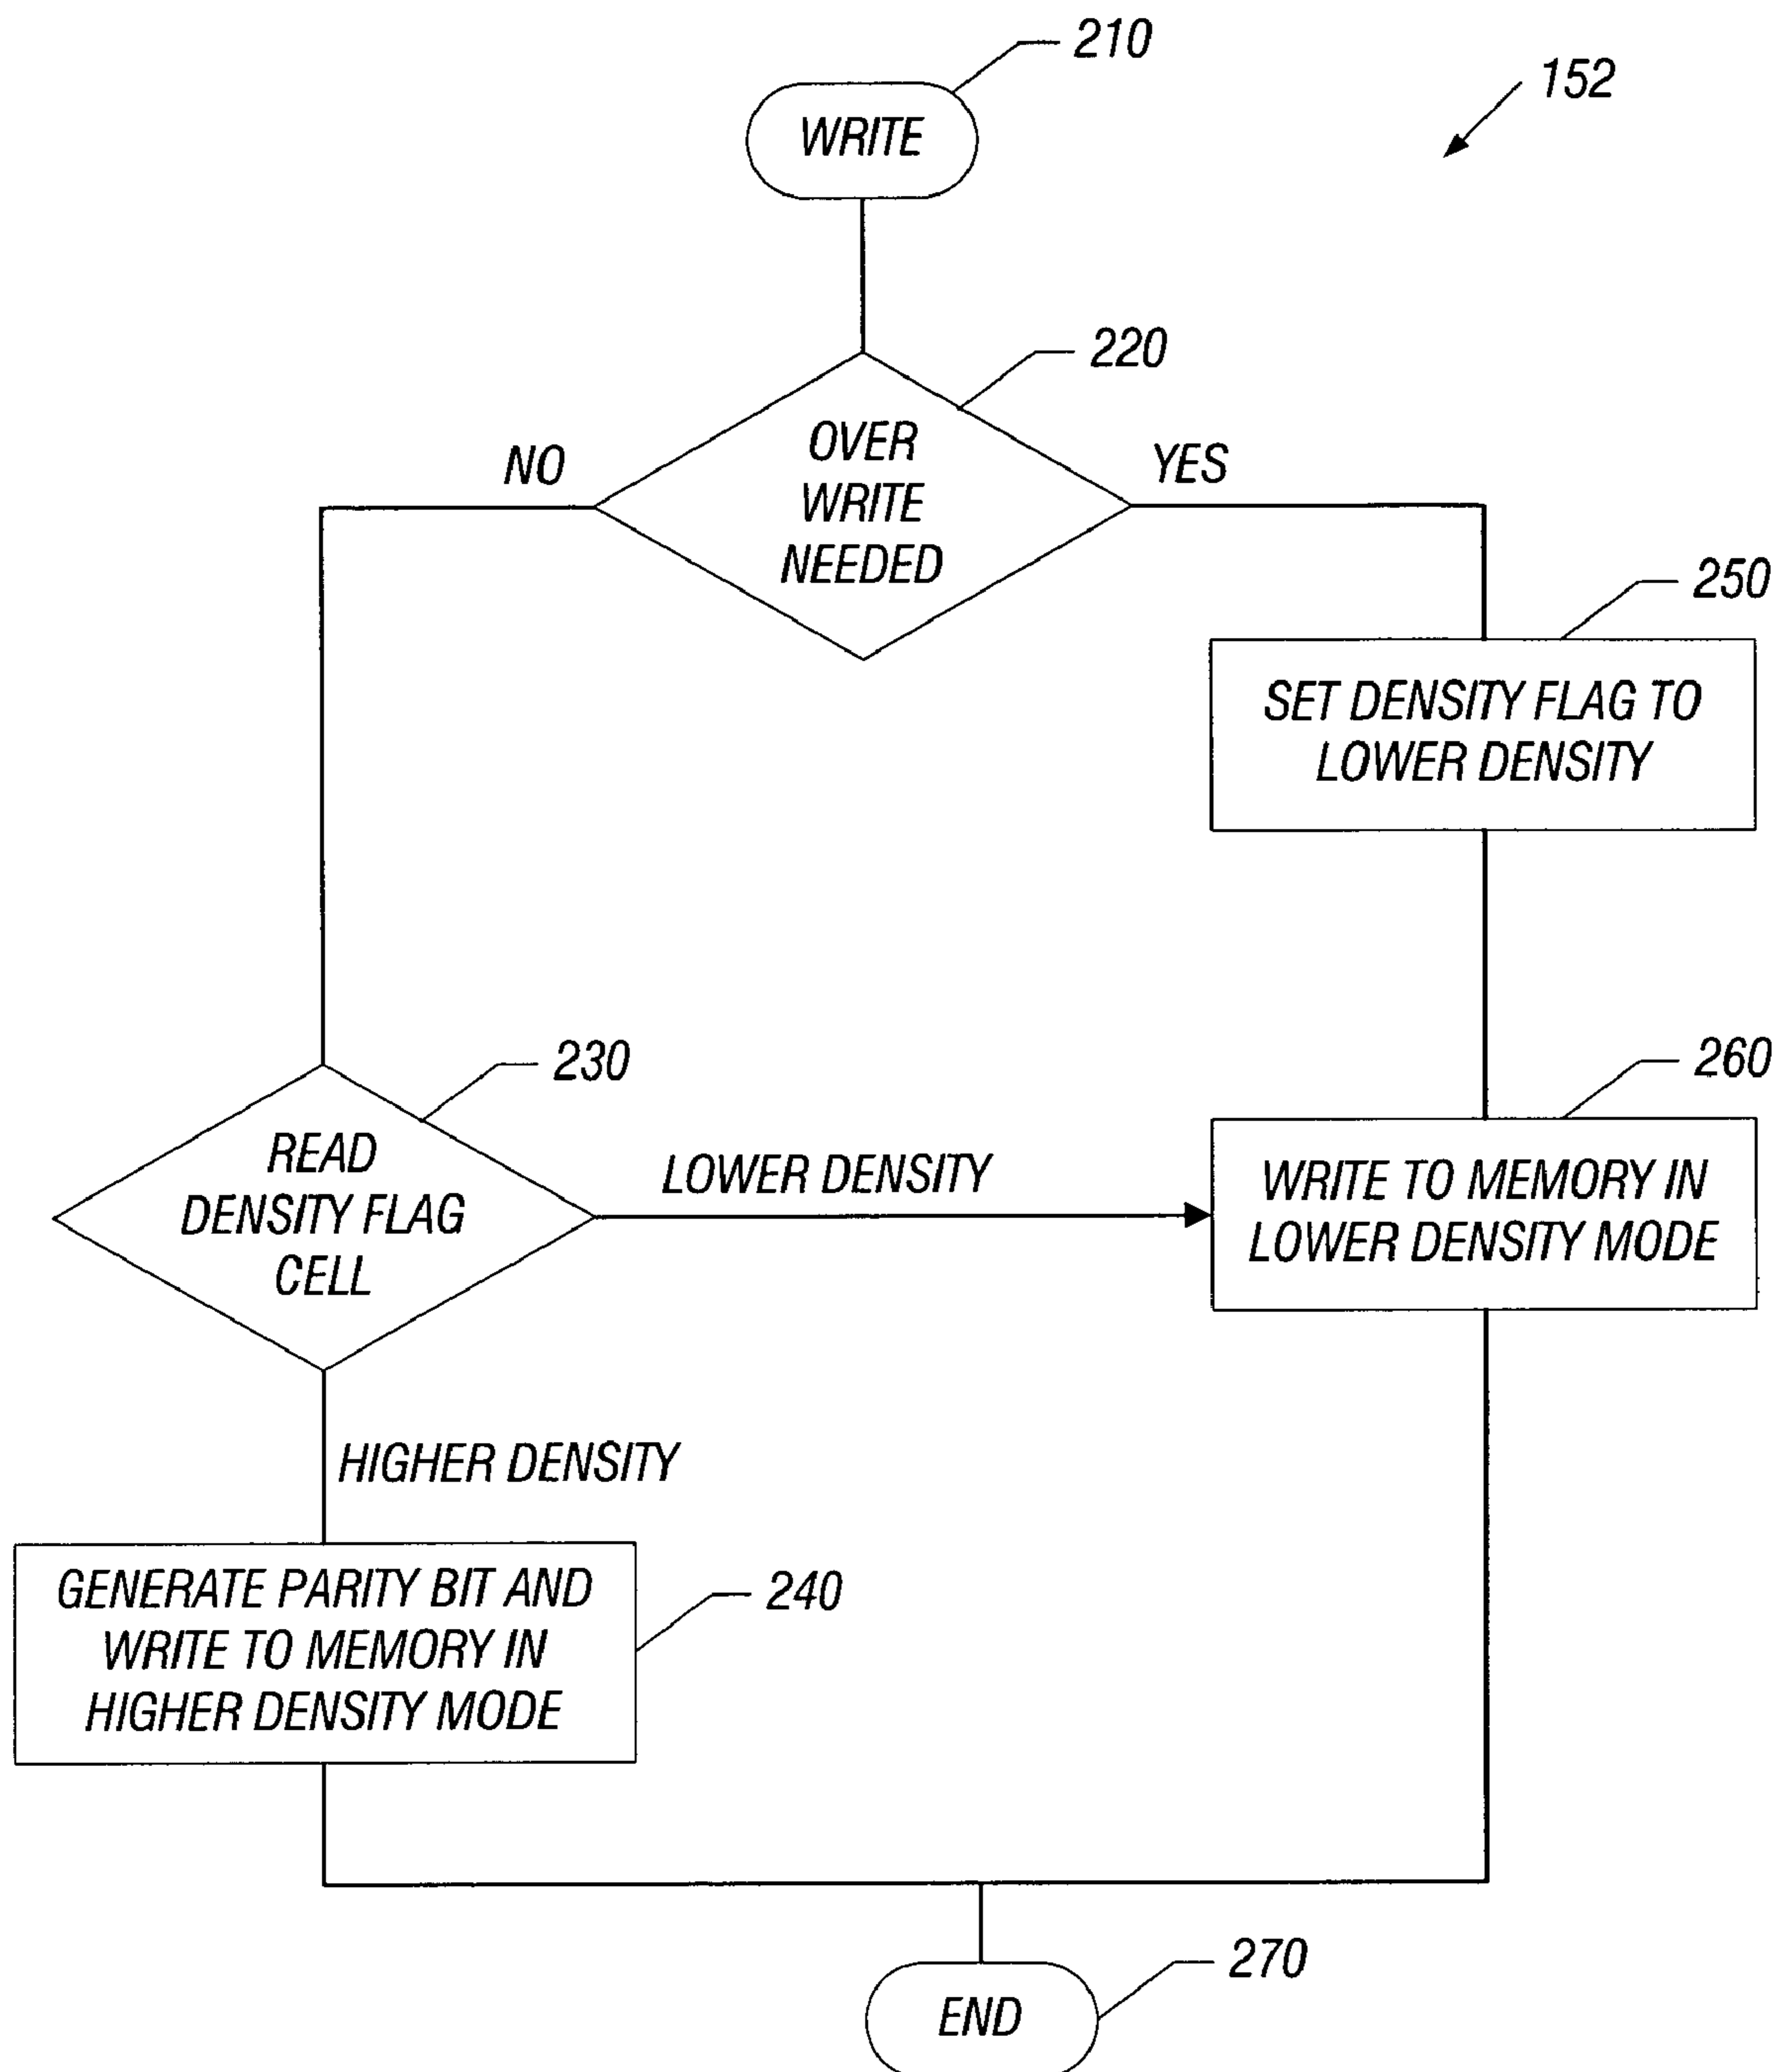 210
152
WRITE
220
OVER
WRITE
NEEDED
NO
YES
250
SET DENSITY FLAG TO
LOWER DENSITY
230
READ
DENSITY FLAG
CELL
LOWER DENSITY
260
WRITE TO MEMORY IN
LOWER DENSITY MODE
HIGHER DENSITY
GENERATE PARITY BIT AND
WRITE TO MEMORY IN
HIGHER DENSITY MODE
240
270
END